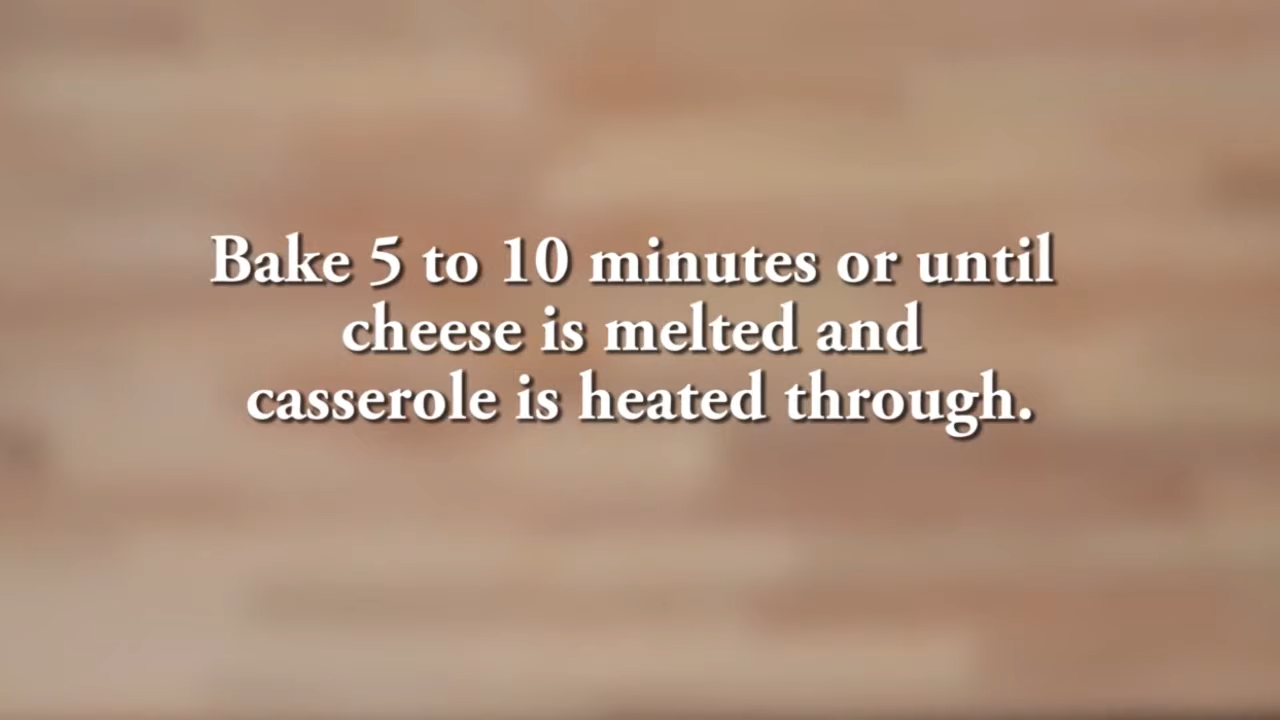 Bake 5 to 10 minutes or until
cheese is melted and
casserole is heated through.